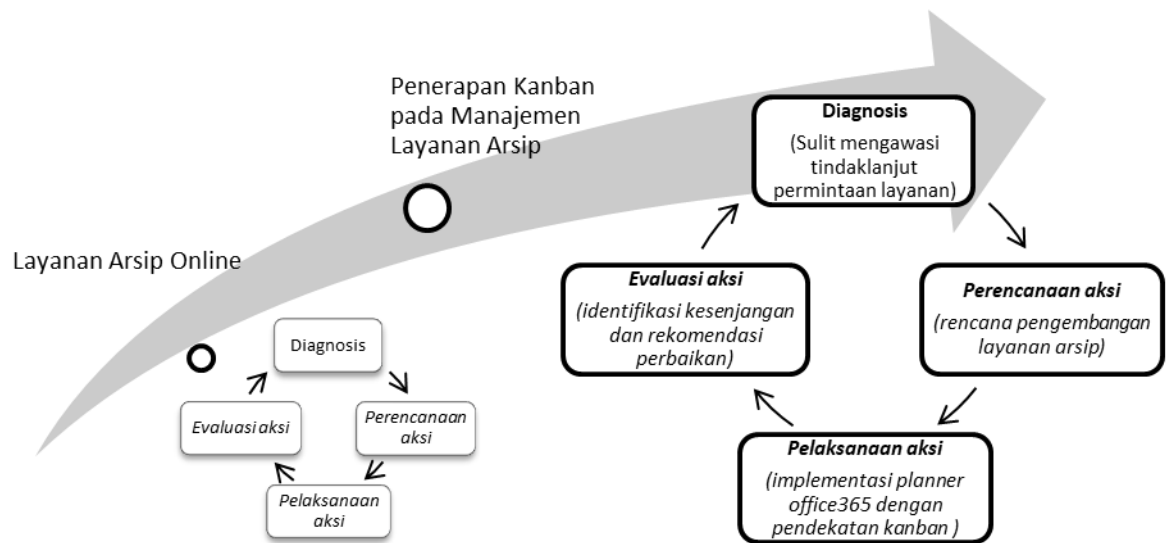 Layanan Arsip Online
Diagnosis
Perencanaan
aksi
Pelaksanaan
aksi
Evaluasi aksi
Penerapan Kanban
pada Manajemen
Layanan Arsip
Diagnosis
(Sulit mengawasi
tindaklanjut
permintaan layanan)
Perencanaan aksi
(rencana pengembangan
layanan arsip)
Pelaksanaan aksi
(implementasi planner
office365 dengan
pendekatan kanban )
Evaluasi aksi
(identifikasi kesenjangan
dan rekomendasi
perbaikan)